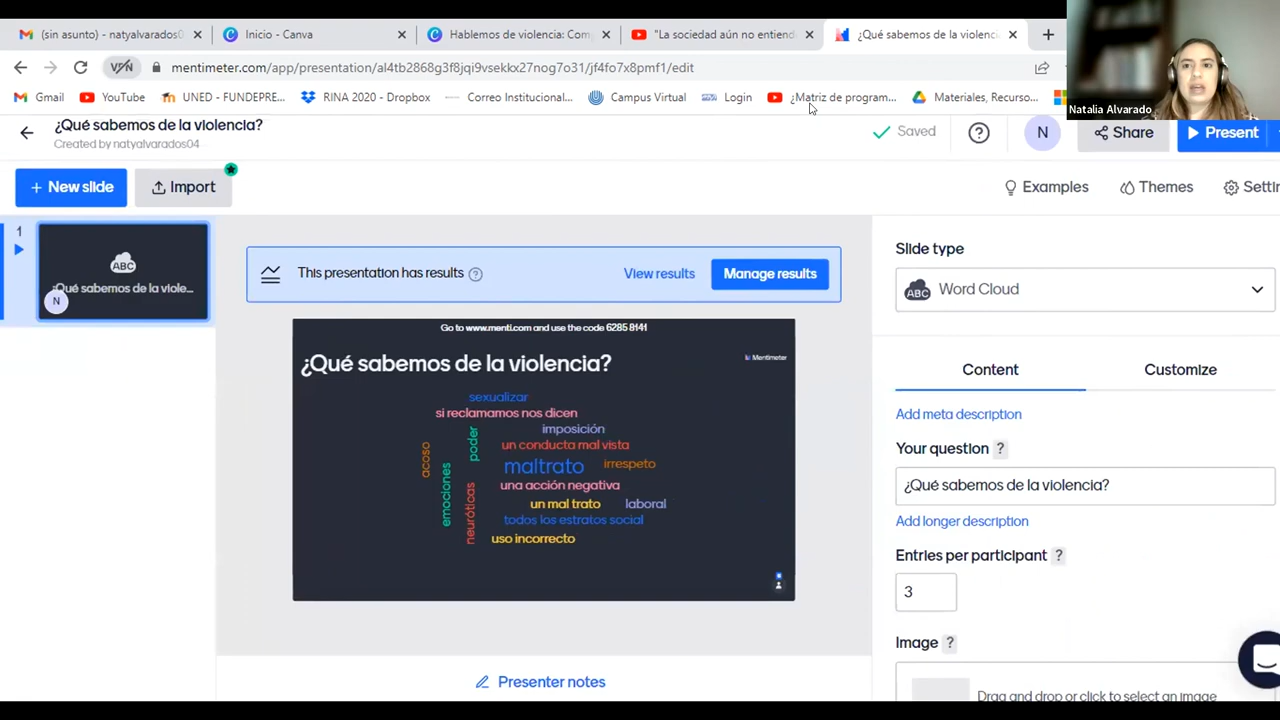 (sin asunto) - natyalvarados0
Inicio - Canva
Hablemos de violencia: Com
"La sociedad aún no entiend
¿Qué sabemos de la violenci
mentimeter.com/app/presentation/al4tb2868g3f8jqi9vsekkx27nog7o31/jf4fo7x8pmf1/edit
Gmail
YouTube
UNED - FUNDEPRE...
RINA 2020 - Dropbox
Correo Institucional...
Campus Virtual
Login
¿Matriz de program...
Materiales, Recurso...
Natalia Alvarado
¿Qué sabemos de la violencia?
Created by natyalvarados04
Saved
N
Share
Present
+ New slide
Import
Examples
Themes
Settin
1
ABC
¿Qué sabemos de la viole...
N
This presentation has results
View results
Manage results
Go to www.menti.com and use the code 6285 8141
¿Qué sabemos de la violencia?
Mentimeter
sexualizar
si reclamamos nos dicen
imposición
poder
acoso
un conducta mal vista
maltrato
irrespeto
emociones
neuróticas
una acción negativa
un mal trato
laboral
todos los estratos social
uso incorrecto
Presenter notes
Slide type
ABC
Word Cloud
Content
Customize
Add meta description
Your question ?
¿Qué sabemos de la violencia?
Add longer description
Entries per participant ?
3
Image ?
Drag and drop or click to select an image